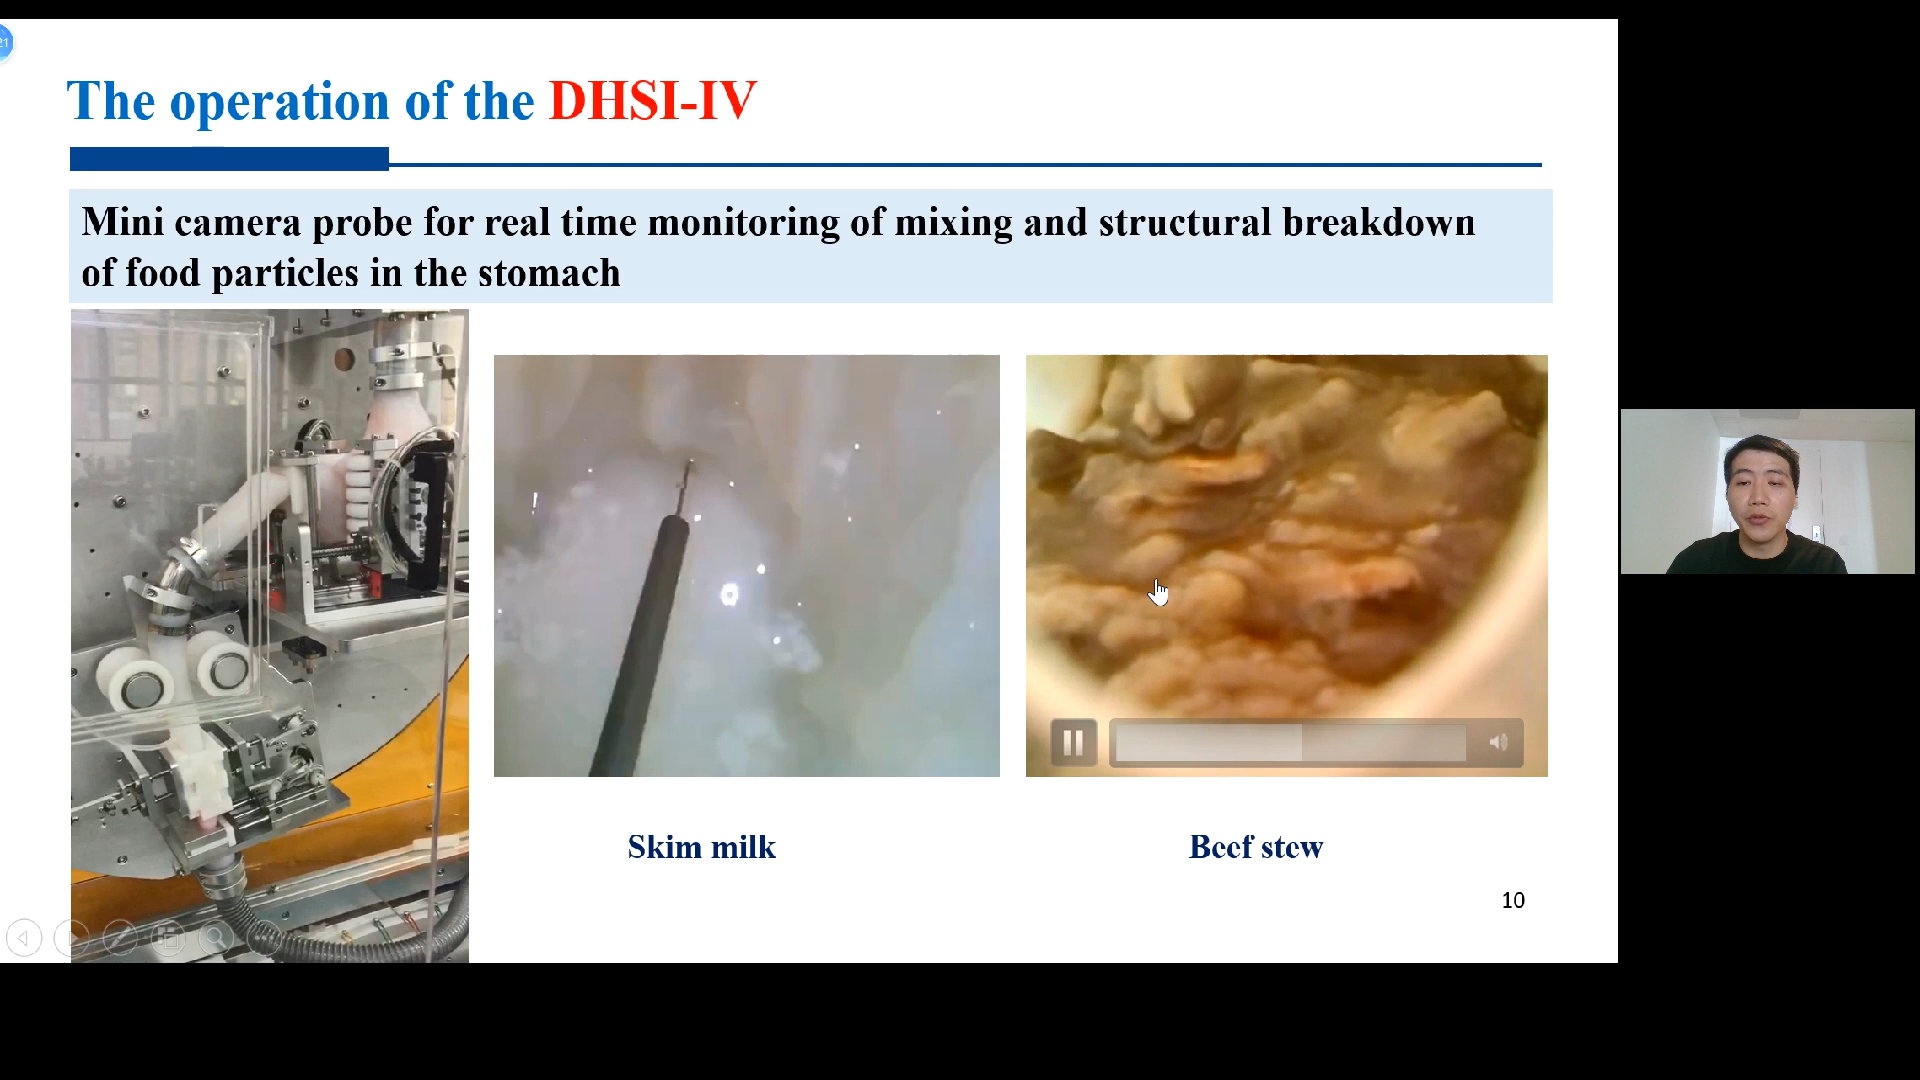 21
The operation of the DHSI-IV
Mini camera probe for real time monitoring of mixing and structural breakdown
of food particles in the stomach
Skim milk
Beef stew
10